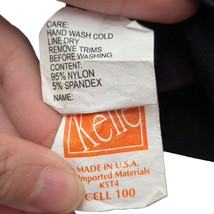 CARE:
HAND WASH COLD
LINE DRY
REMOVE TRIMS
BEFORE WASHING
CONTENT:
95% NYLON
5% SPANDEX
NAME:
MADE IN U.S.A.
Imported Materials
KST4
CELL 100